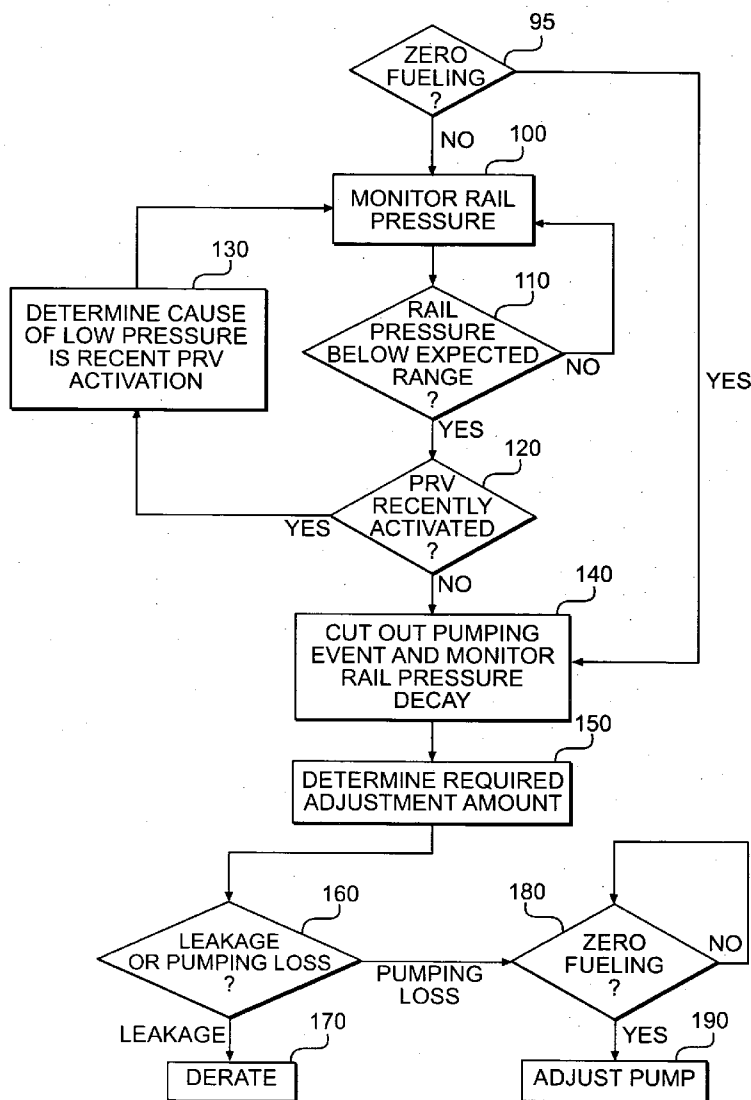 95
ZERO
FUELING
?
NO
100
MONITOR RAIL
PRESSURE
130
DETERMINE CAUSE
OF LOW PRESSURE
IS RECENT PRV
ACTIVATION
110
RAIL
PRESSURE
BELOW EXPECTED
RANGE
?
NO
YES
YES
120
PRV
RECENTLY
ACTIVATED
?
YES
NO
140
CUT OUT PUMPING
EVENT AND MONITOR
RAIL PRESSURE
DECAY
150
DETERMINE REQUIRED
ADJUSTMENT AMOUNT
160
LEAKAGE
OR PUMPING LOSS
?
PUMPING
LOSS
180
ZERO
FUELING
?
NO
LEAKAGE
170
DERATE
YES
190
ADJUST PUMP